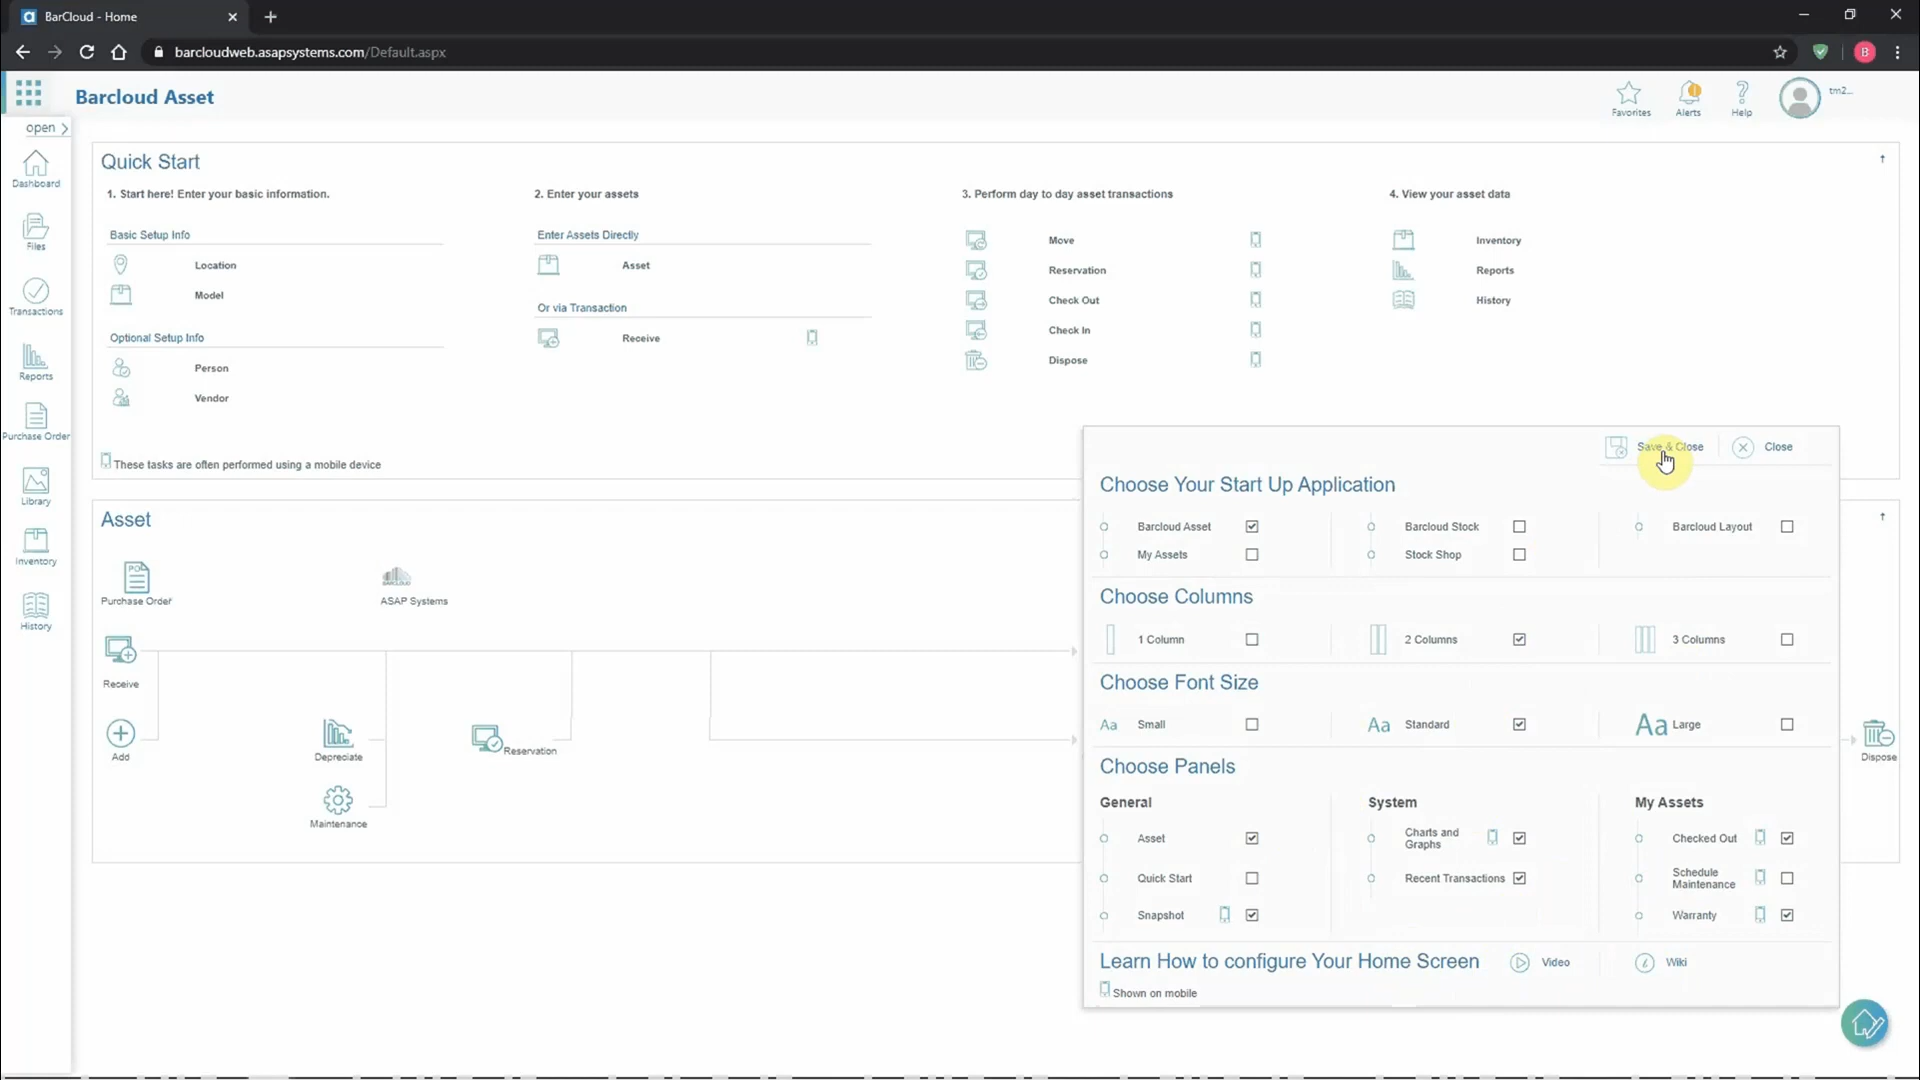 BarCloud - Home
barcloudweb.asapsystems.com/Default.aspx
B
Barcloud Asset
Favorites
Alerts
Help
tm2...
open
Dashboard
Files
Transactions
Reports
Purchase Order
Library
Inventory
History
Quick Start
1. Start here! Enter your basic information.
Basic Setup Info
Location
Model
Optional Setup Info
Person
Vendor
These tasks are often performed using a mobile device
2. Enter your assets
Enter Assets Directly
Asset
Or via Transaction
Receive
3. Perform day to day asset transactions
Move
Reservation
Check Out
Check In
Dispose
4. View your asset data
Inventory
Reports
History
Asset
PO
Purchase Order
BARCLOUD
ASAP Systems
Receive
Add
Depreciate
Maintenance
Reservation
Dispose
Save & Close
Close
Choose Your Start Up Application
Barcloud Asset
Barcloud Stock
Barcloud Layout
My Assets
Stock Shop
Choose Columns
1 Column
2 Columns
3 Columns
Choose Font Size
Aa Small
Aa Standard
Aa Large
Choose Panels
General
System
My Assets
Asset
Charts and
Graphs
Checked Out
Quick Start
Recent Transactions
Schedule
Maintenance
Snapshot
Warranty
Learn How to configure Your Home Screen
Video
Wiki
Shown on mobile